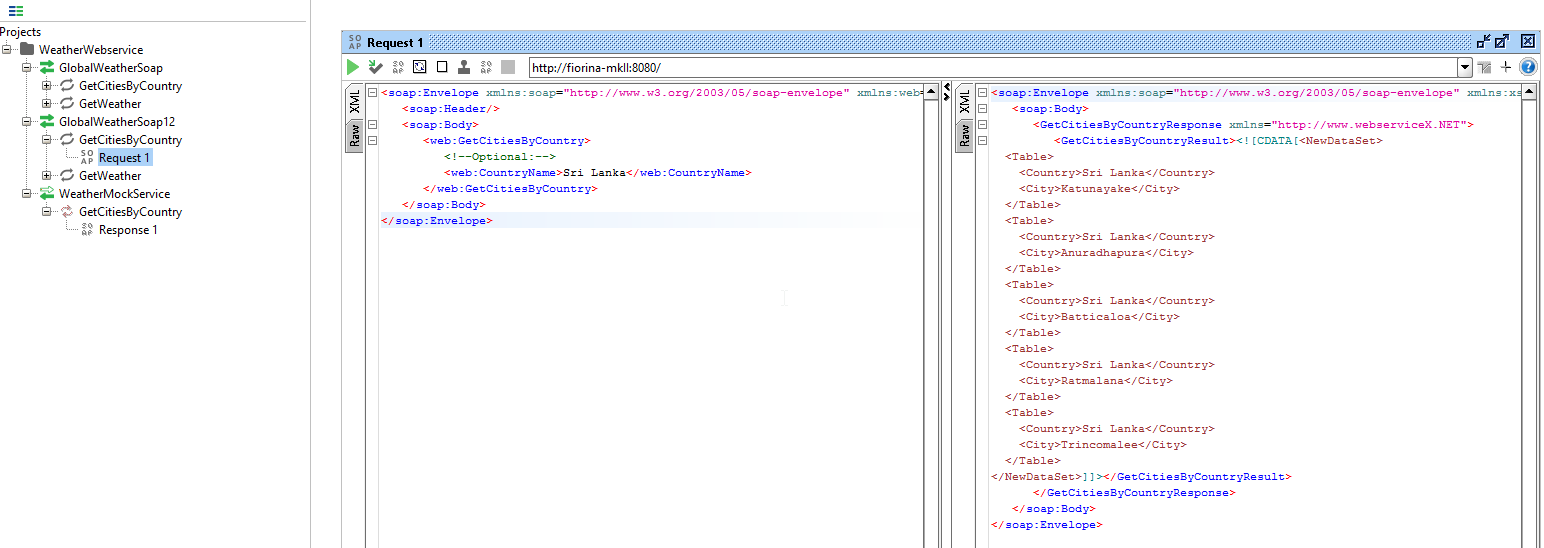 Projects
WeatherWebservice
GlobalWeatherSoap
GetCitiesByCountry
GetWeather
GlobalWeatherSoap12
GetCitiesByCountry
SOAP Request 1
GetWeather
WeatherMockService
GetCitiesByCountry
SOAP Response 1
SOAP Request 1
SOAP SOAP http://fiorina-mkll:8080/ ?
XML
Raw
<soap:Envelope xmlns:soap="http://www.w3.org/2003/05/soap-envelope" xmlns:web=
<soap:Header/>
<soap:Body>
<web:GetCitiesByCountry>
<!--Optional:-->
<web:CountryName>Sri Lanka</web:CountryName>
</web:GetCitiesByCountry>
</soap:Body>
</soap:Envelope>
XML
Raw
<soap:Envelope xmlns:soap="http://www.w3.org/2003/05/soap-envelope" xmlns:xs
<soap:Body>
<GetCitiesByCountryResponse xmlns="http://www.webserviceX.NET">
<GetCitiesByCountryResult><![CDATA[<NewDataSet>
<Table>
<Country>Sri Lanka</Country>
<City>Katunayake</City>
</Table>
<Table>
<Country>Sri Lanka</Country>
<City>Anuradhapura</City>
</Table>
<Table>
<Country>Sri Lanka</Country>
<City>Batticaloa</City>
</Table>
<Table>
<Country>Sri Lanka</Country>
<City>Ratmalana</City>
</Table>
<Table>
<Country>Sri Lanka</Country>
<City>Trincomalee</City>
</Table>
</NewDataSet>]]></GetCitiesByCountryResult>
</GetCitiesByCountryResponse>
</soap:Body>
</soap:Envelope>